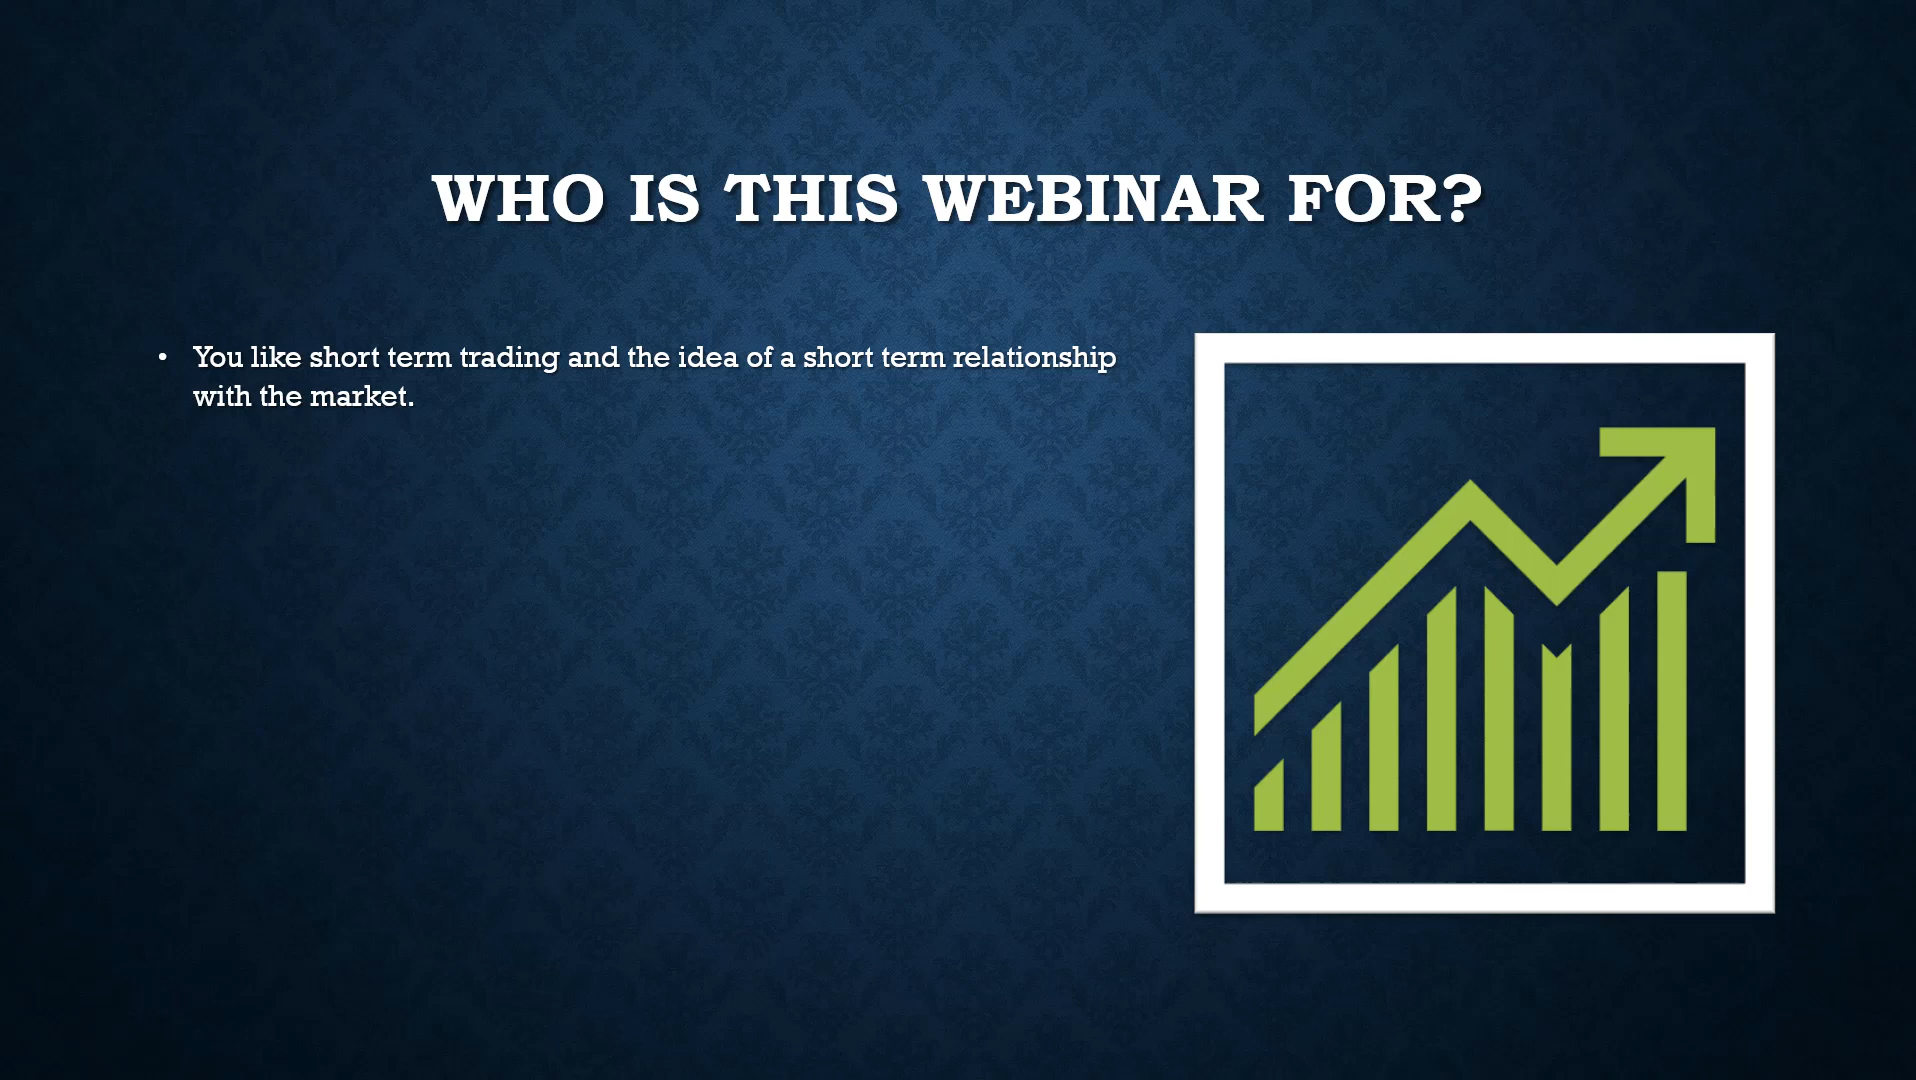 WHO IS THIS WEBINAR FOR?
• You like short term trading and the idea of a short term relationship
with the market.